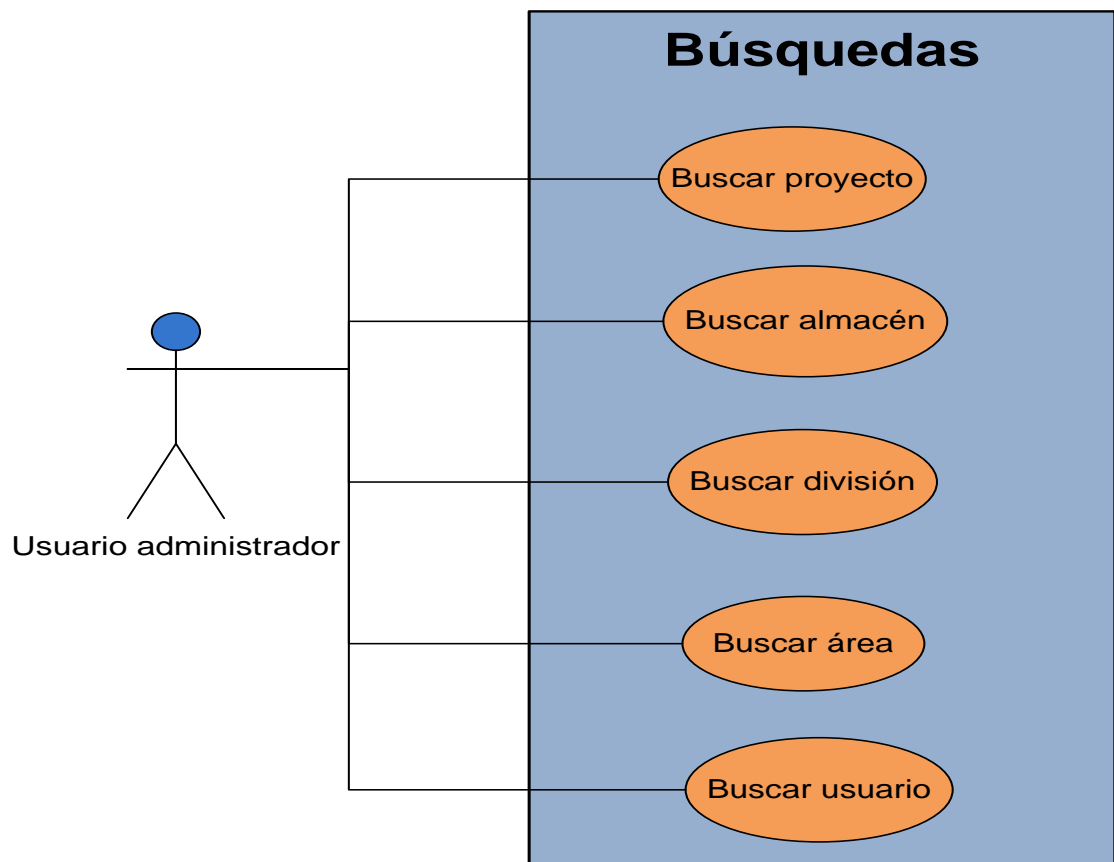 Búsquedas
Buscar proyecto
Buscar almacén
Buscar división
Usuario administrador
Buscar área
Buscar usuario